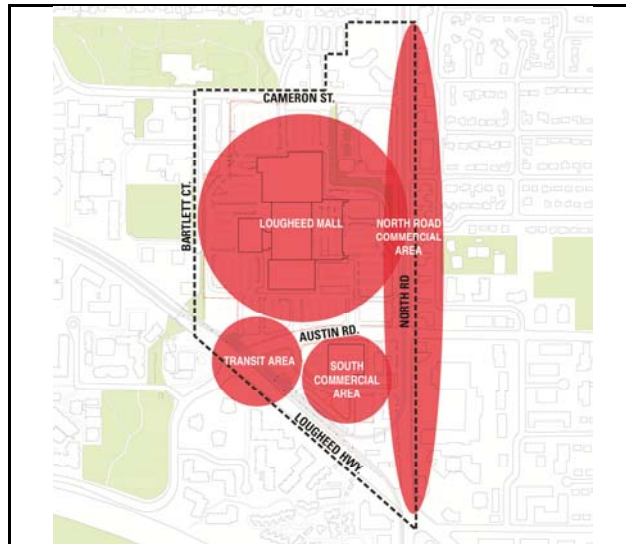 CAMERON ST.
BARTLETT CT.
LOUGHEED MALL
NORTH ROAD
COMMERCIAL
AREA
NORTH RD
AUSTIN RD.
TRANSIT AREA
SOUTH
COMMERCIAL
AREA
LOUGHEED HWY.